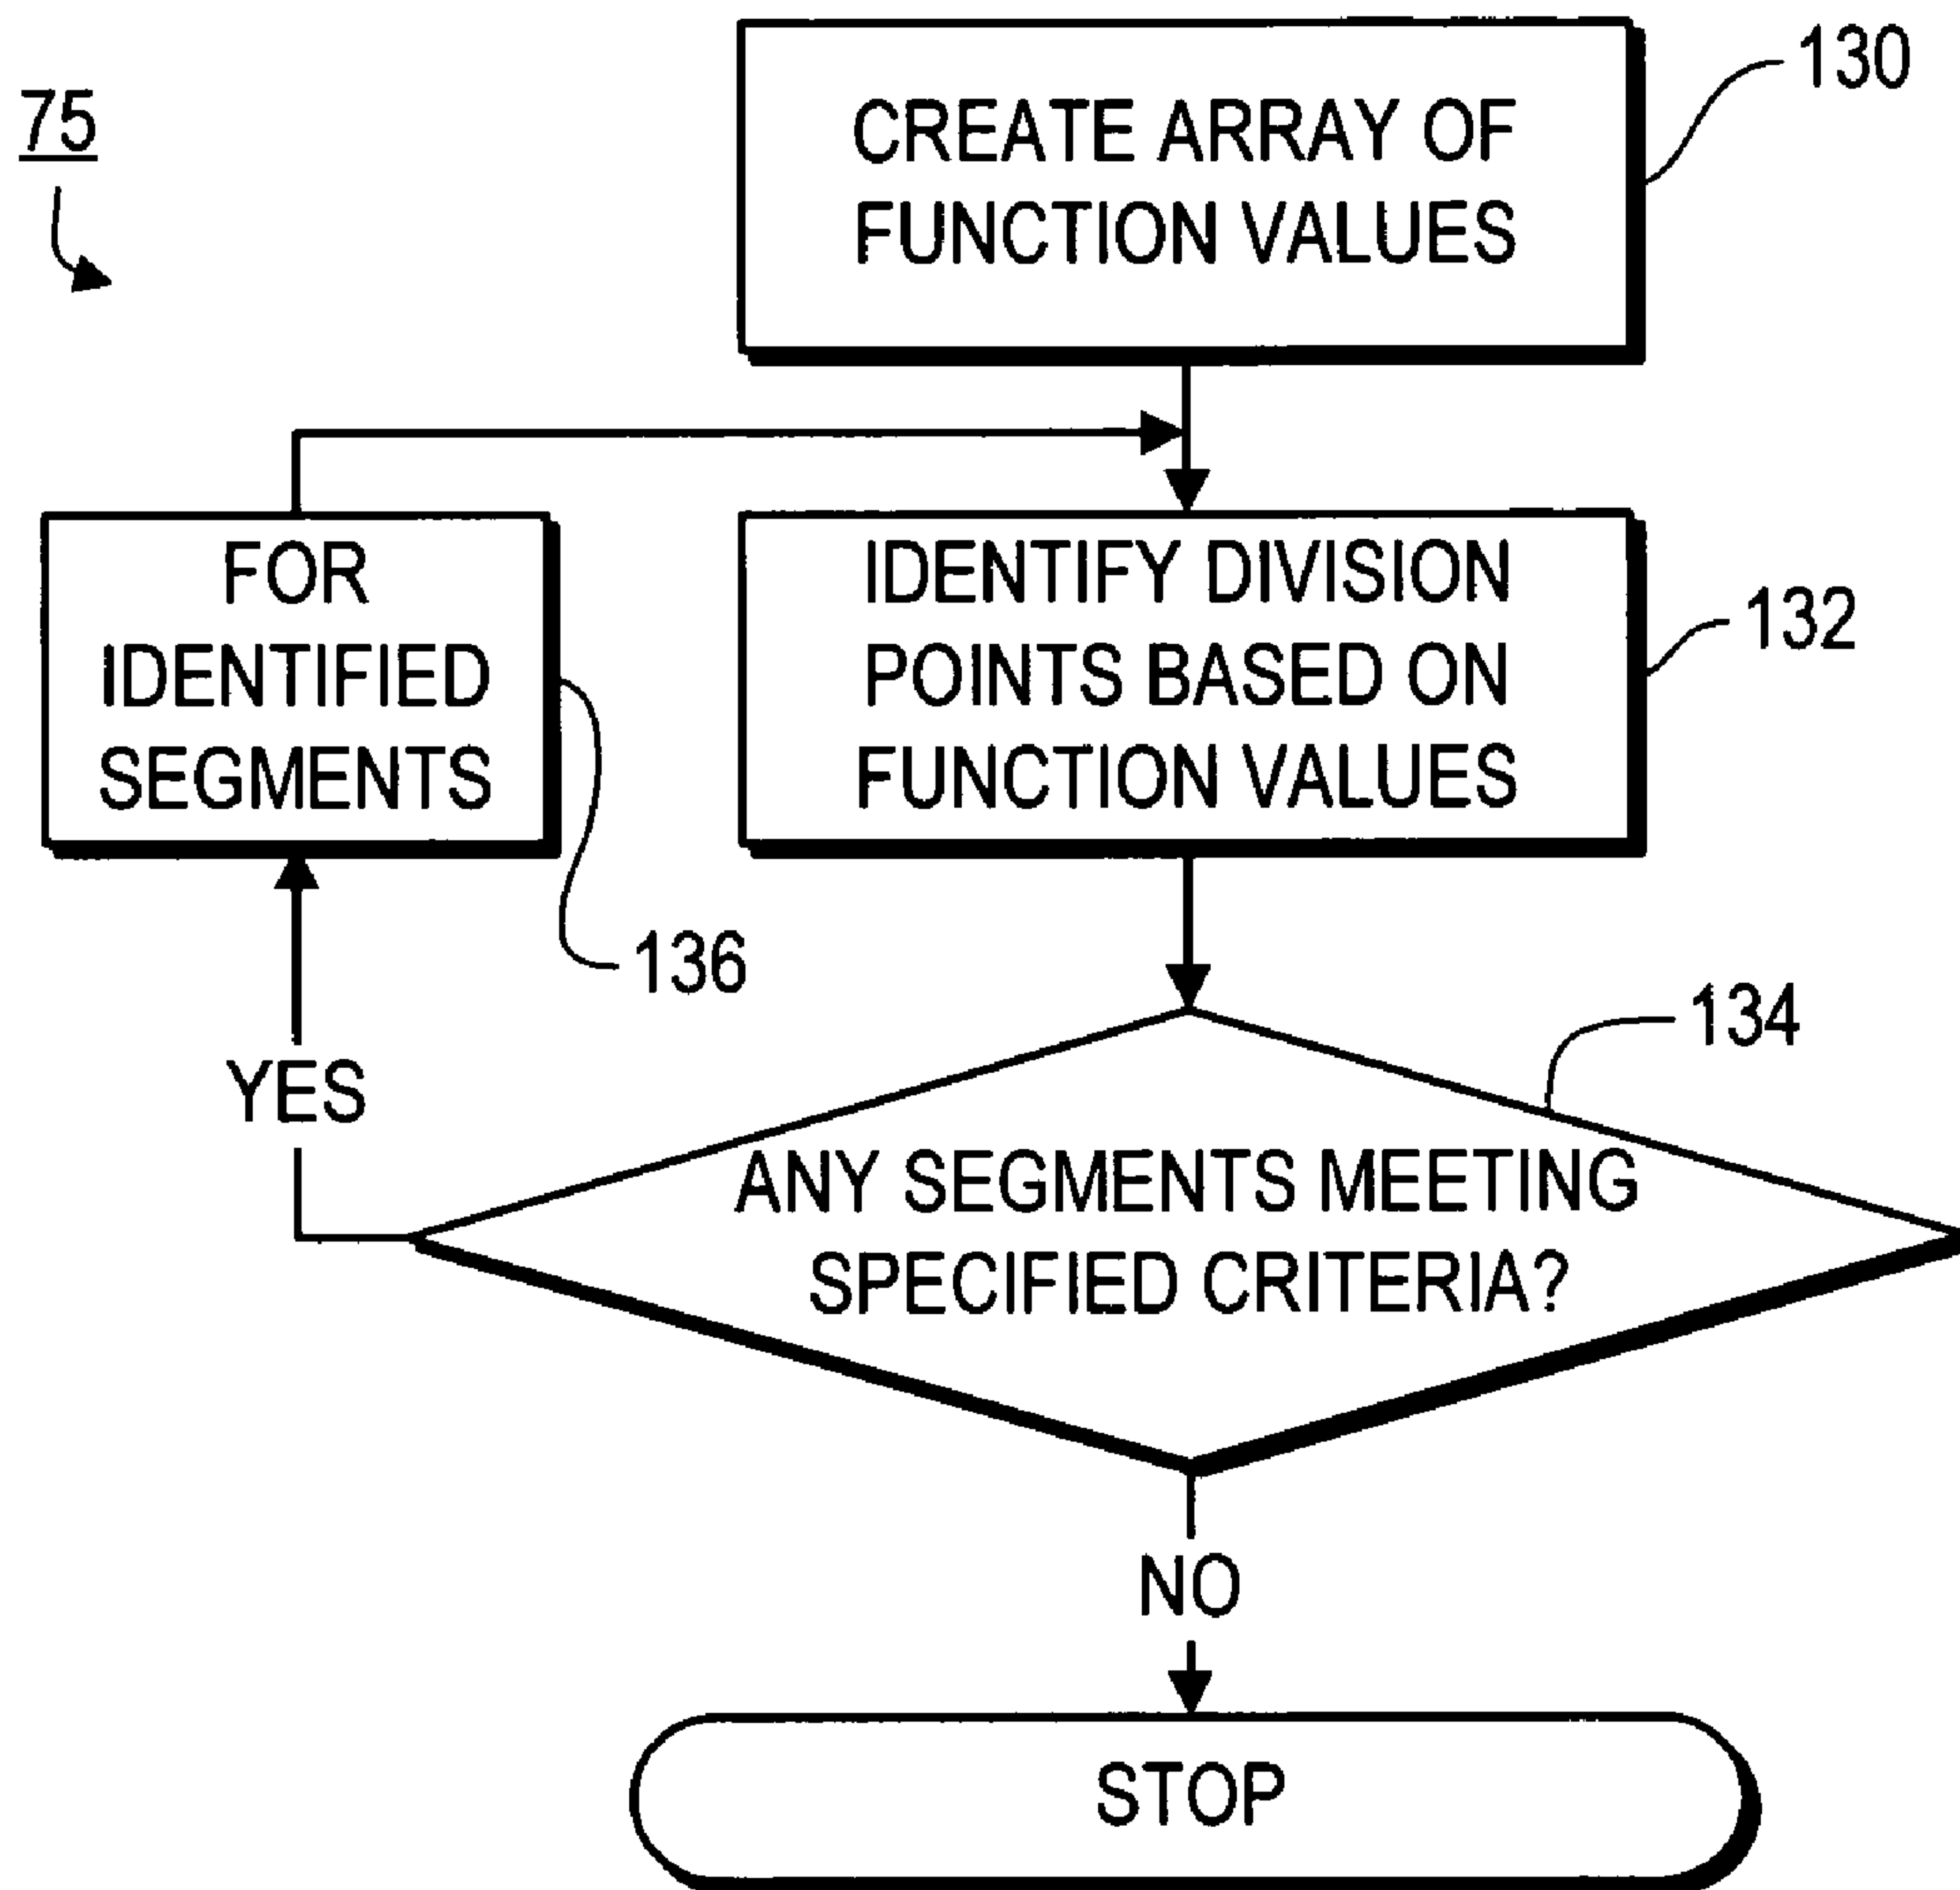 75
130
CREATE ARRAY OF
FUNCTION VALUES
FOR
IDENTIFIED
SEGMENTS
136
IDENTIFY DIVISION
POINTS BASED ON
FUNCTION VALUES
132
134
YES
ANY SEGMENTS MEETING
SPECIFIED CRITERIA?
NO
STOP